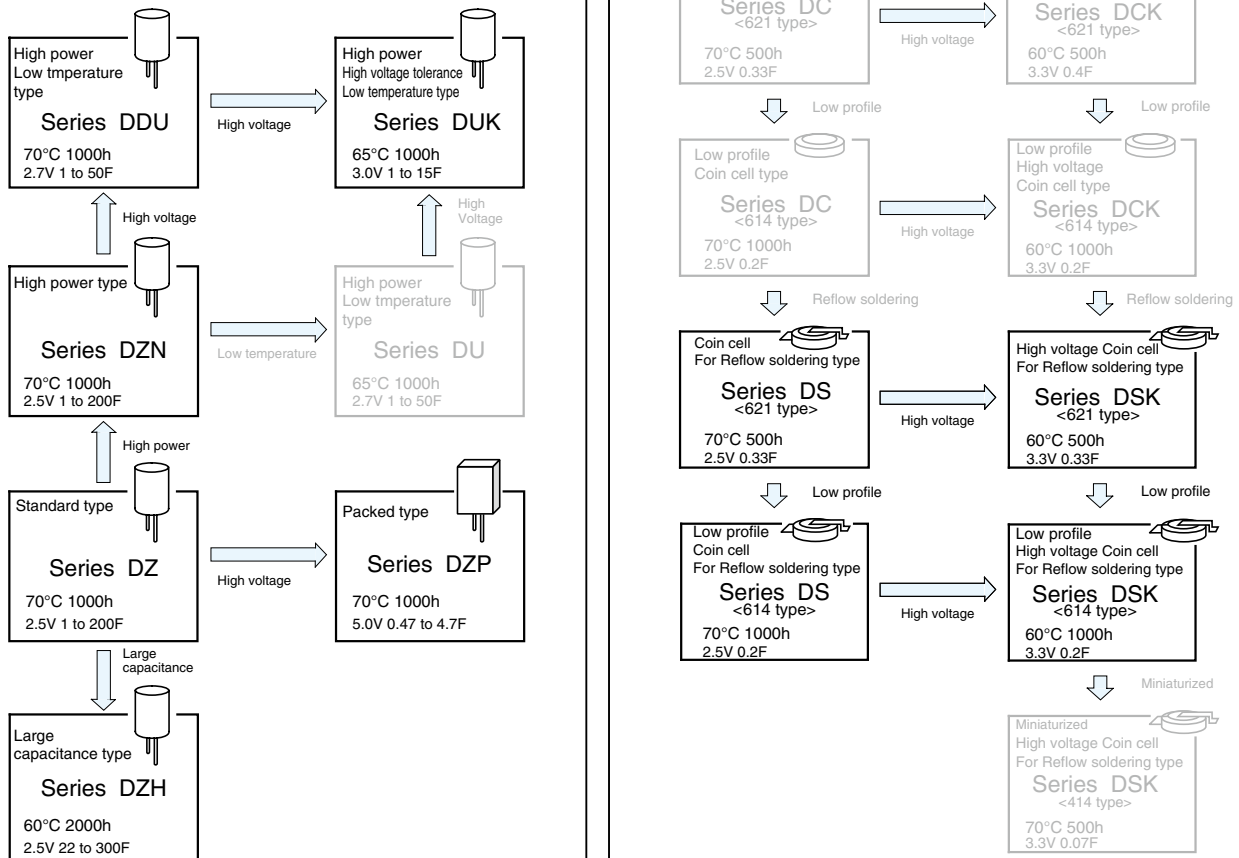 High power
Low tmperature
type
Series DDU
70°C 1000h
2.7V 1 to 50F
High voltage
High power
High voltage tolerance
Low temperature type
Series DUK
65°C 1000h
3.0V 1 to 15F
High voltage
High
Voltage
High power type
Series DZN
70°C 1000h
2.5V 1 to 200F
Low temperature
High power
Low tmperature
type
Series DU
65°C 1000h
2.7V 1 to 50F
High power
Standard type
Series DZ
70°C 1000h
2.5V 1 to 200F
High voltage
Packed type
Series DZP
70°C 1000h
5.0V 0.47 to 4.7F
Large
capacitance
Large
capacitance type
Series DZH
60°C 2000h
2.5V 22 to 300F
Series DC
<621 type>
70°C 500h
2.5V 0.33F
High voltage
Series DCK
<621 type>
60°C 500h
3.3V 0.4F
Low profile
Low profile
Low profile
Coin cell type
Series DC
<614 type>
70°C 1000h
2.5V 0.2F
High voltage
Low profile
High voltage
Coin cell type
Series DCK
<614 type>
60°C 1000h
3.3V 0.2F
Reflow soldering
Reflow soldering
Coin cell
For Reflow soldering type
Series DS
<621 type>
70°C 500h
2.5V 0.33F
High voltage
High voltage Coin cell
For Reflow soldering type
Series DSK
<621 type>
60°C 500h
3.3V 0.33F
Low profile
Low profile
Low profile
Coin cell
For Reflow soldering type
Series DS
<614 type>
70°C 1000h
2.5V 0.2F
High voltage
Low profile
High voltage Coin cell
For Reflow soldering type
Series DSK
<614 type>
60°C 1000h
3.3V 0.2F
Miniaturized
Miniaturized
High voltage Coin cell
For Reflow soldering type
Series DSK
<414 type>
70°C 500h
3.3V 0.07F